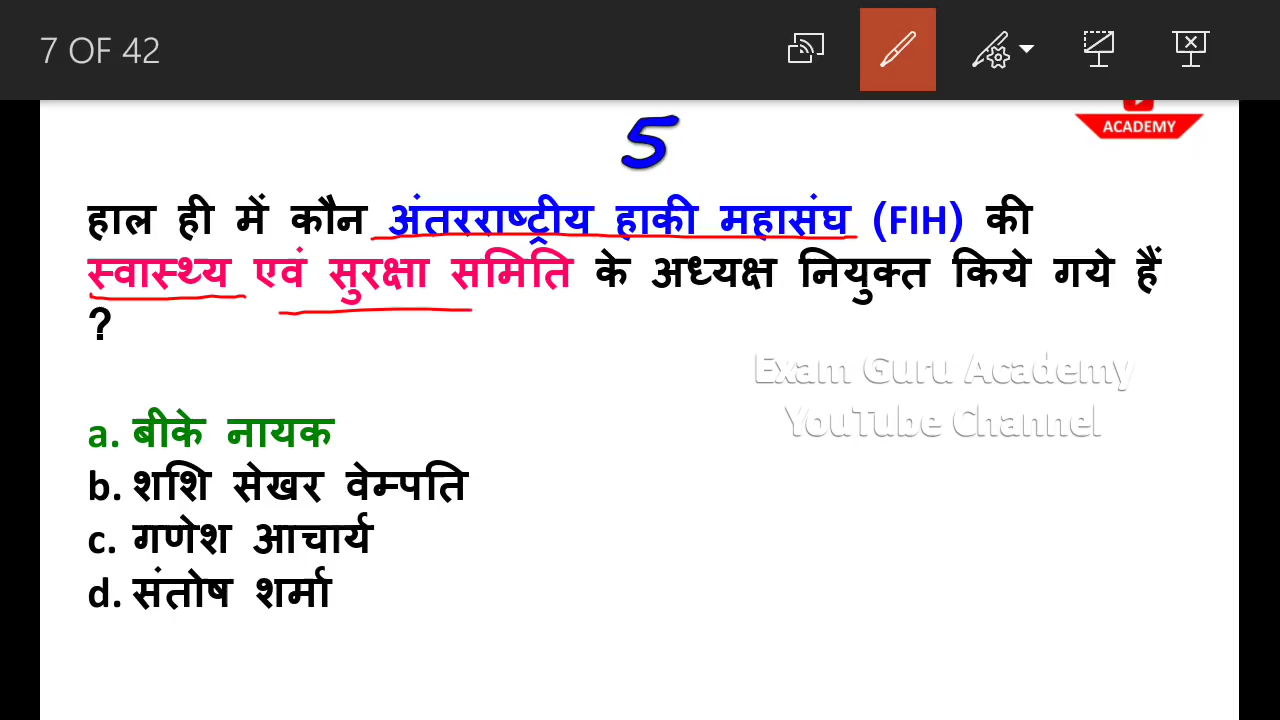 7 OF 42
ACADEMY
5
हाल ही में कौन अंतरराष्ट्रीय हाकी महासंघ (FIH) की
स्वास्थ्य एवं सुरक्षा समिति के अध्यक्ष नियुक्त किये गये हैं
?
Exam Guru Academy
YouTube Channel
a. बीके नायक
b. शशि सेखर वेम्पति
c. गणेश आचार्य
d. संतोष शर्मा